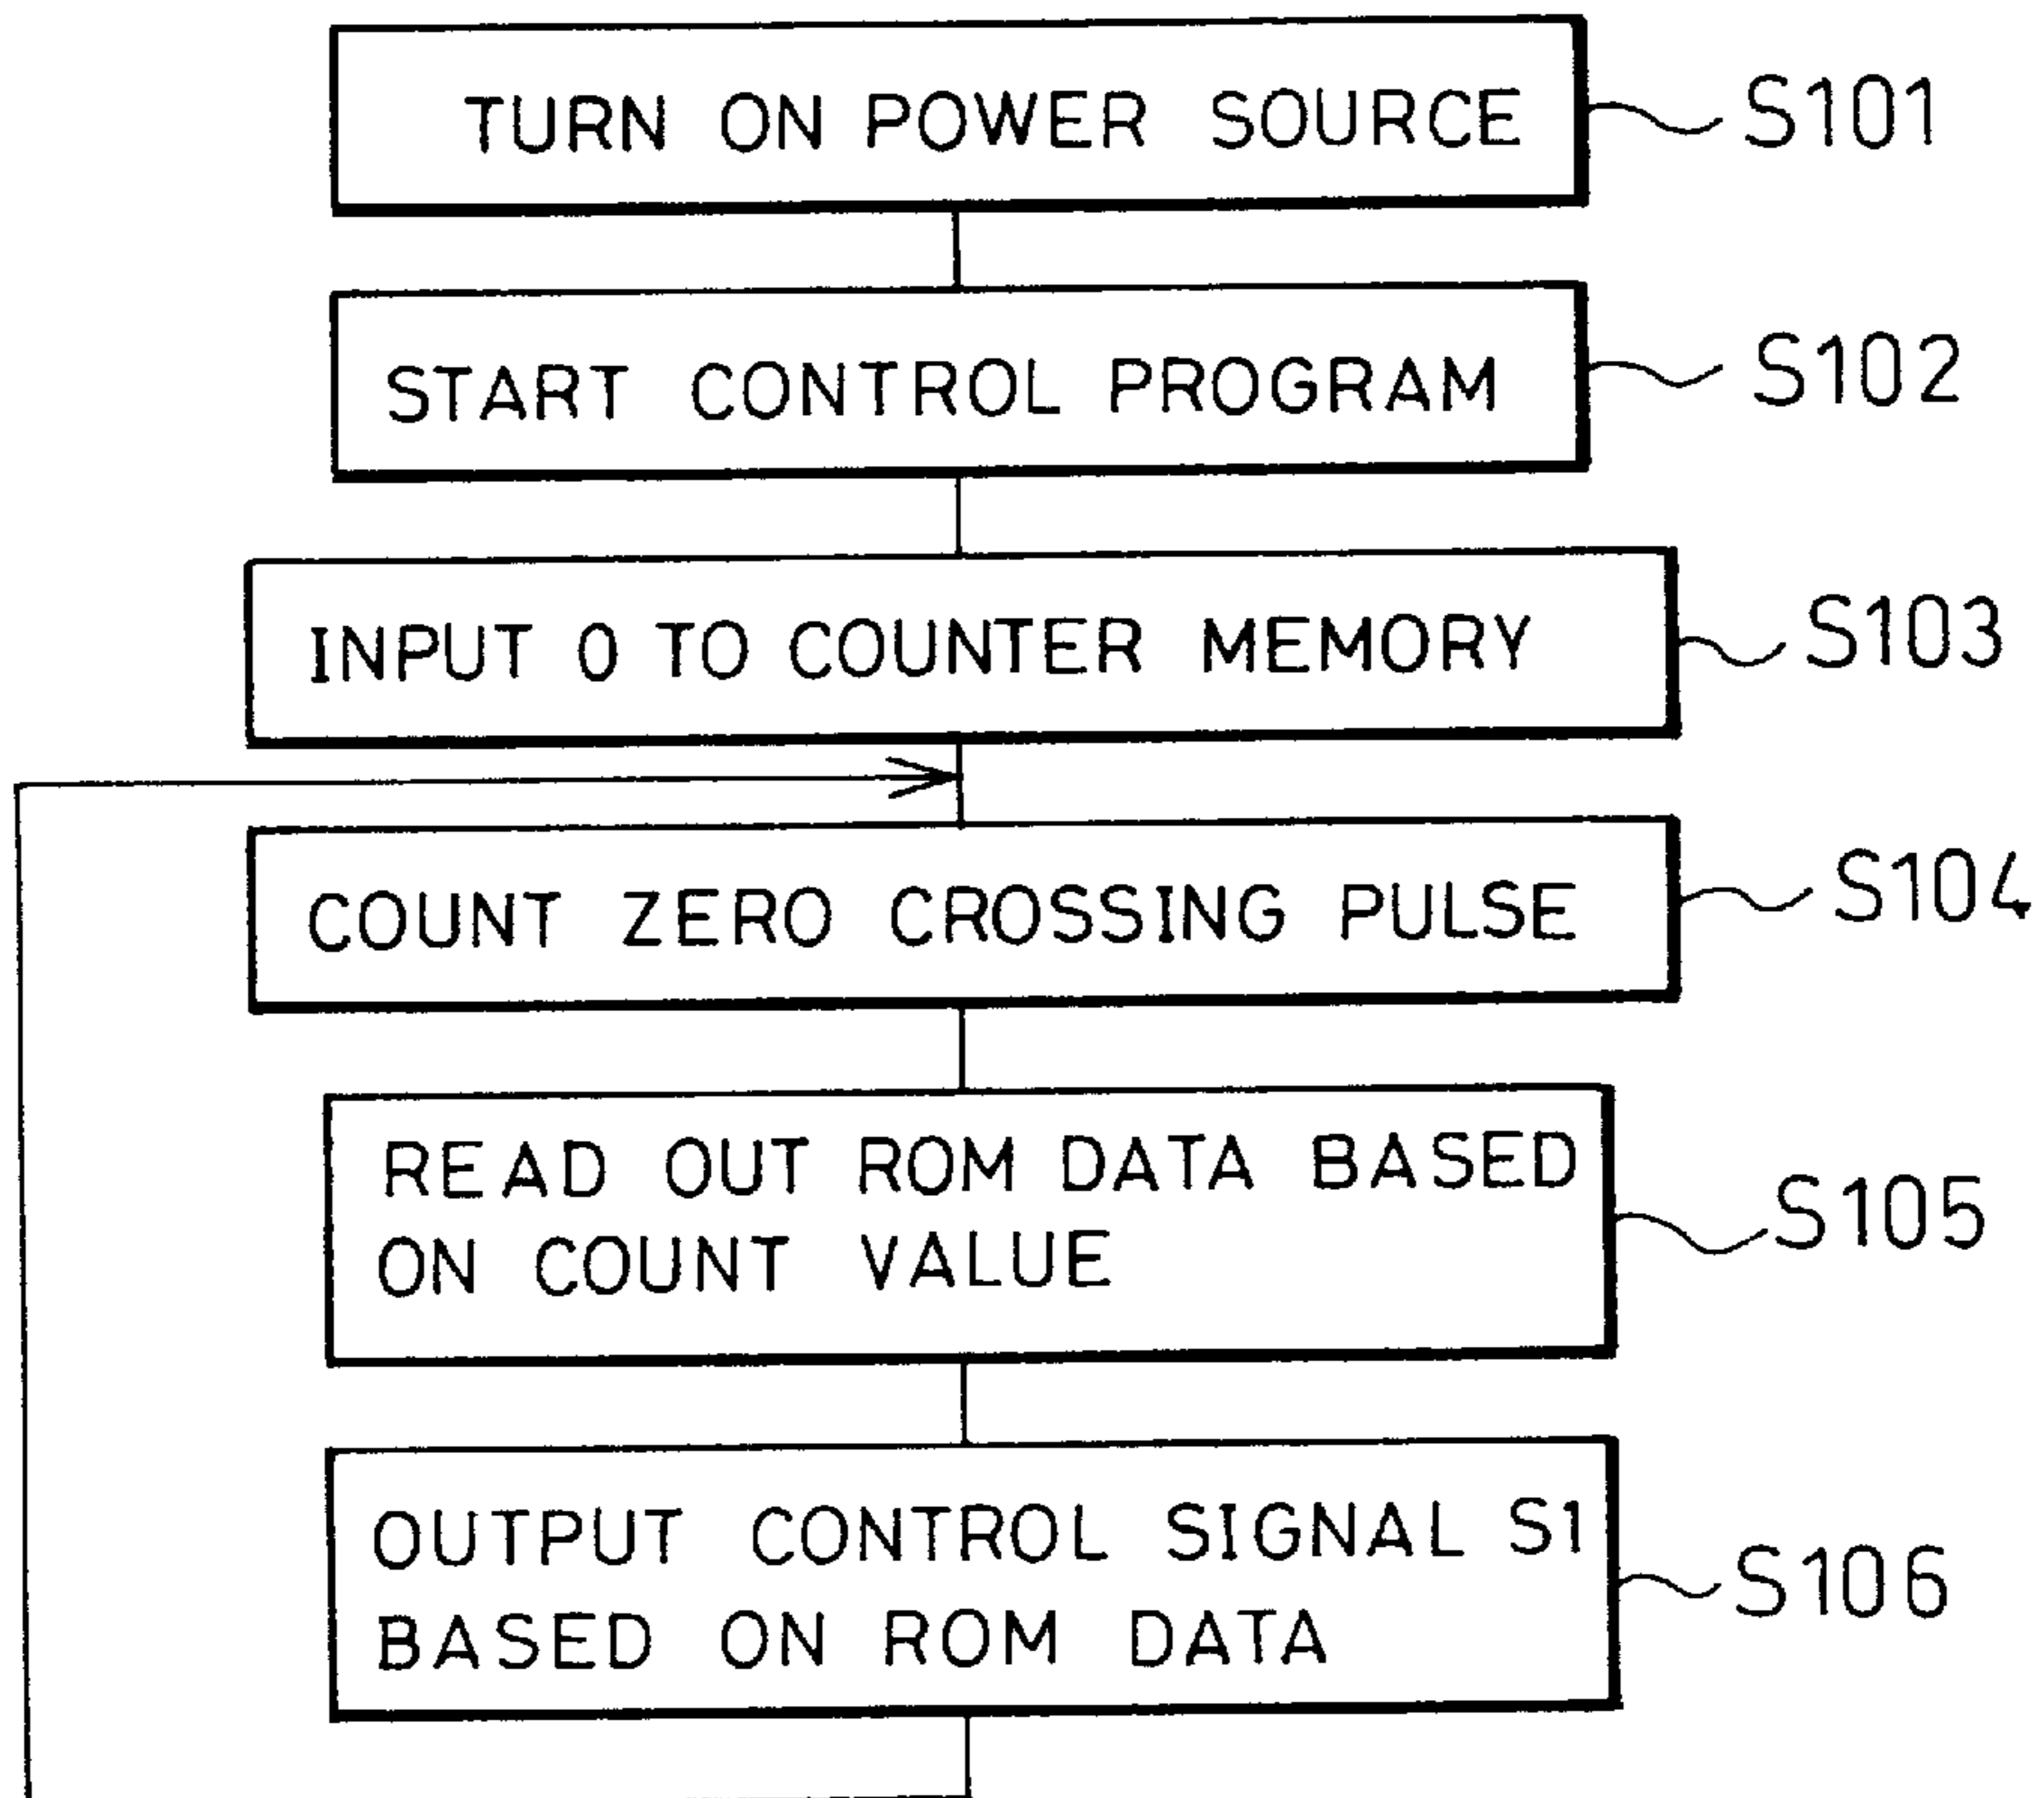 TURN ON POWER SOURCE
S101
START CONTROL PROGRAM
S102
INPUT 0 TO COUNTER MEMORY
S103
COUNT ZERO CROSSING PULSE
S104
READ OUT ROM DATA BASED
ON COUNT VALUE
S105
OUTPUT CONTROL SIGNAL S1
BASED ON ROM DATA
S106